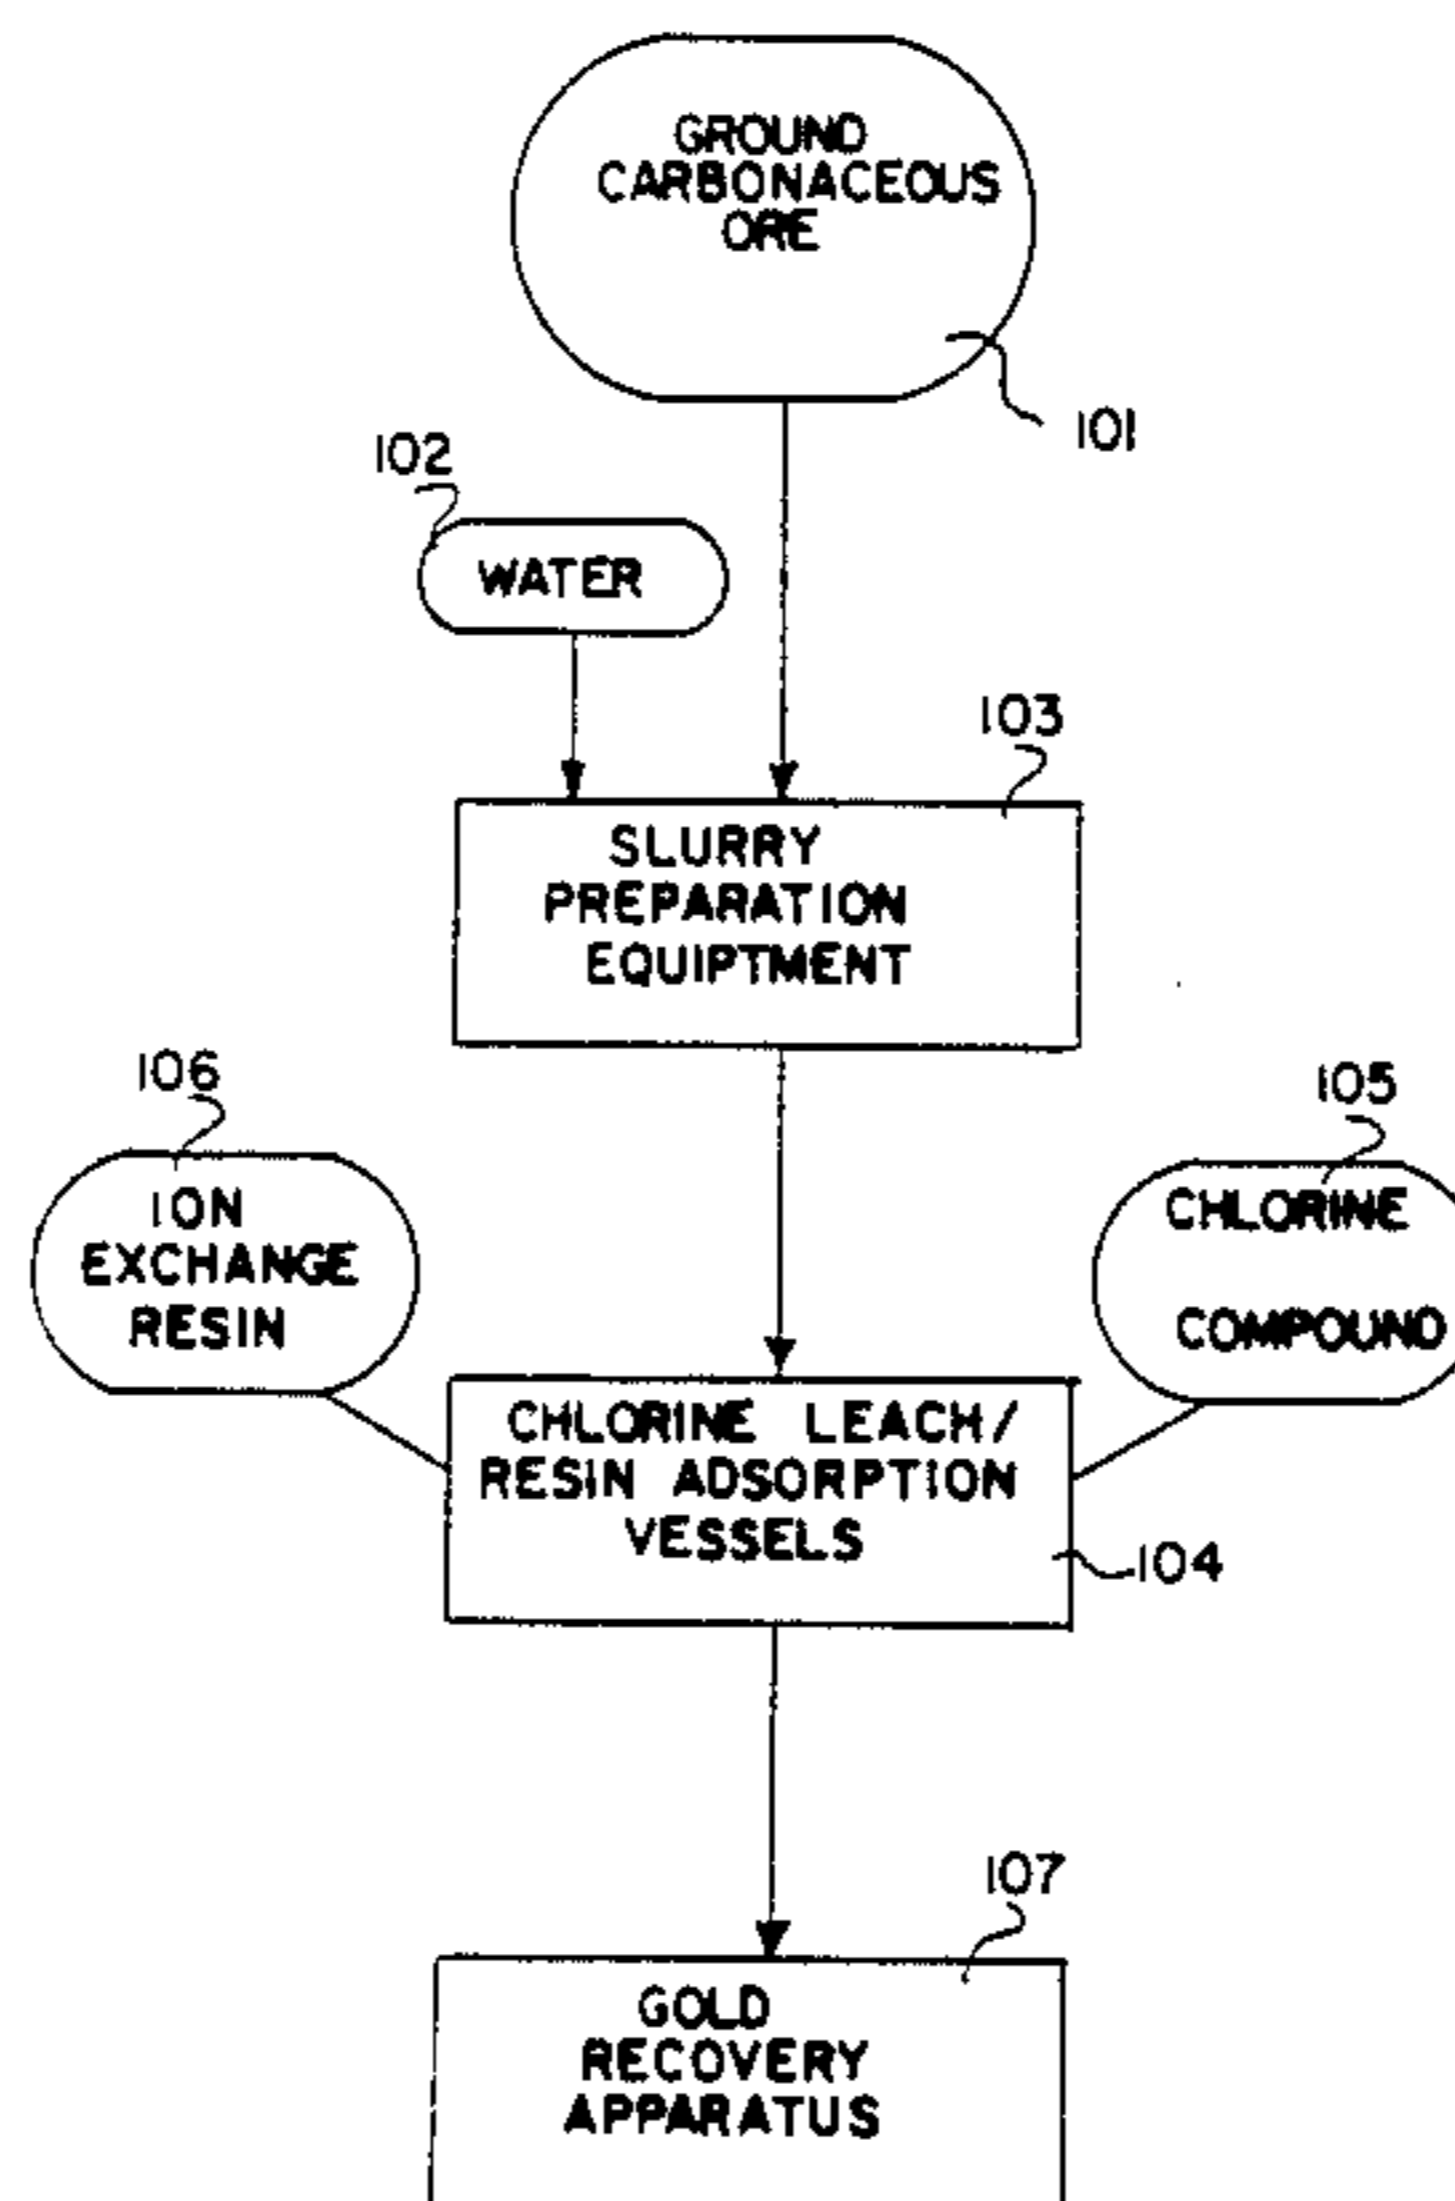 GROUND
CARBONACEOUS
ORE
101
102
WATER
103
SLURRY
PREPARATION
EQUIPTMENT
106
ION
EXCHANGE
RESIN
105
CHLORINE
COMPOUND
CHLORINE LEACH/
RESIN ADSORPTION
VESSELS
104
107
GOLD
RECOVERY
APPARATUS